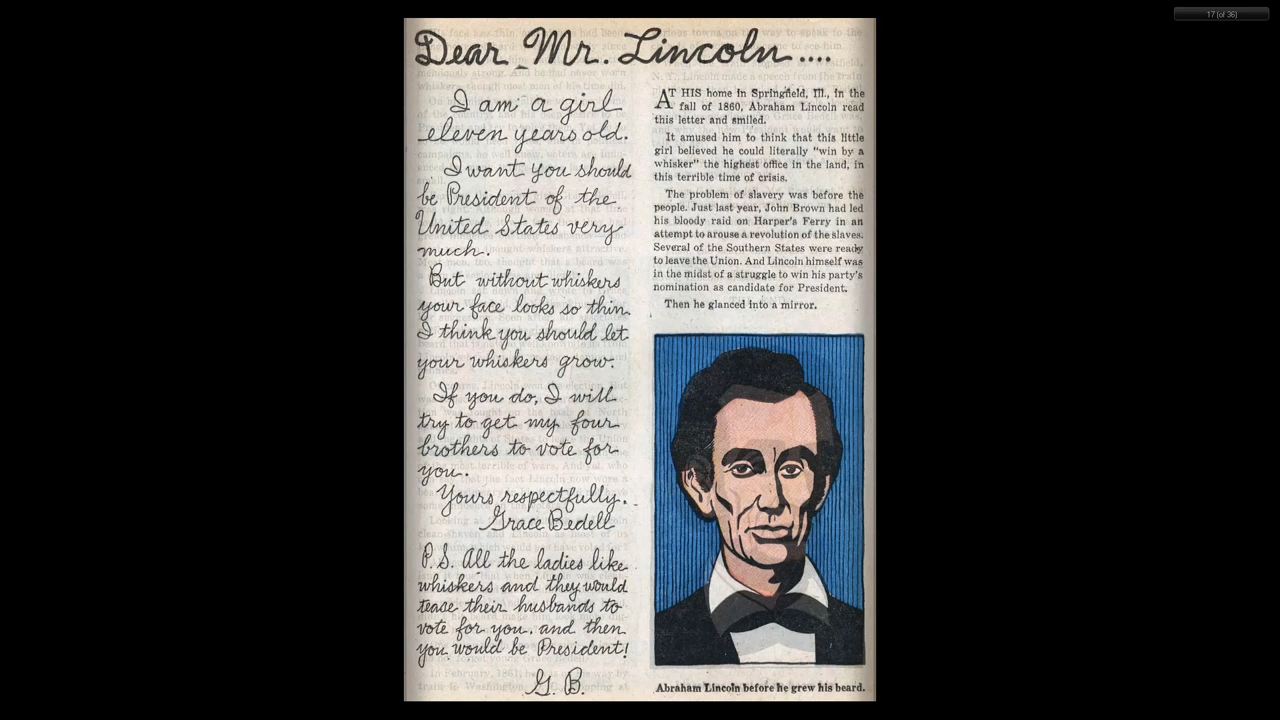 17 [of 36]
Dear Mr. Lincoln....
I am a girl
eleven years old.
I want you should
be President of the
United States very
much.
But without whiskers
your face looks so thin.
I think you should let
your whiskers grow.
If you do, I will
try to get my four
brothers to vote for
you.
Yours respectfully.
Grace Bedell
P.S. All the ladies like
whiskers and they would
tease their husbands to
vote for you. and then
you would be President!
G. B.
AT HIS home in Springfield, Ill., in the
fall of 1860, Abraham Lincoln read
this letter and smiled.
It amused him to think that this little
girl believed he could literally "win by a
whisker" the highest office in the land, in
this terrible time of crisis.
The problem of slavery was before the
people. Just last year, John Brown had led
his bloody raid on Harper's Ferry in an
attempt to arouse a revolution of the slaves.
Several of the Southern States were ready
to leave the Union. And Lincoln himself was
in the midst of a struggle to win his party's
nomination as candidate for President.
Then he glanced into a mirror.
Abraham Lincoln before he grew his beard.